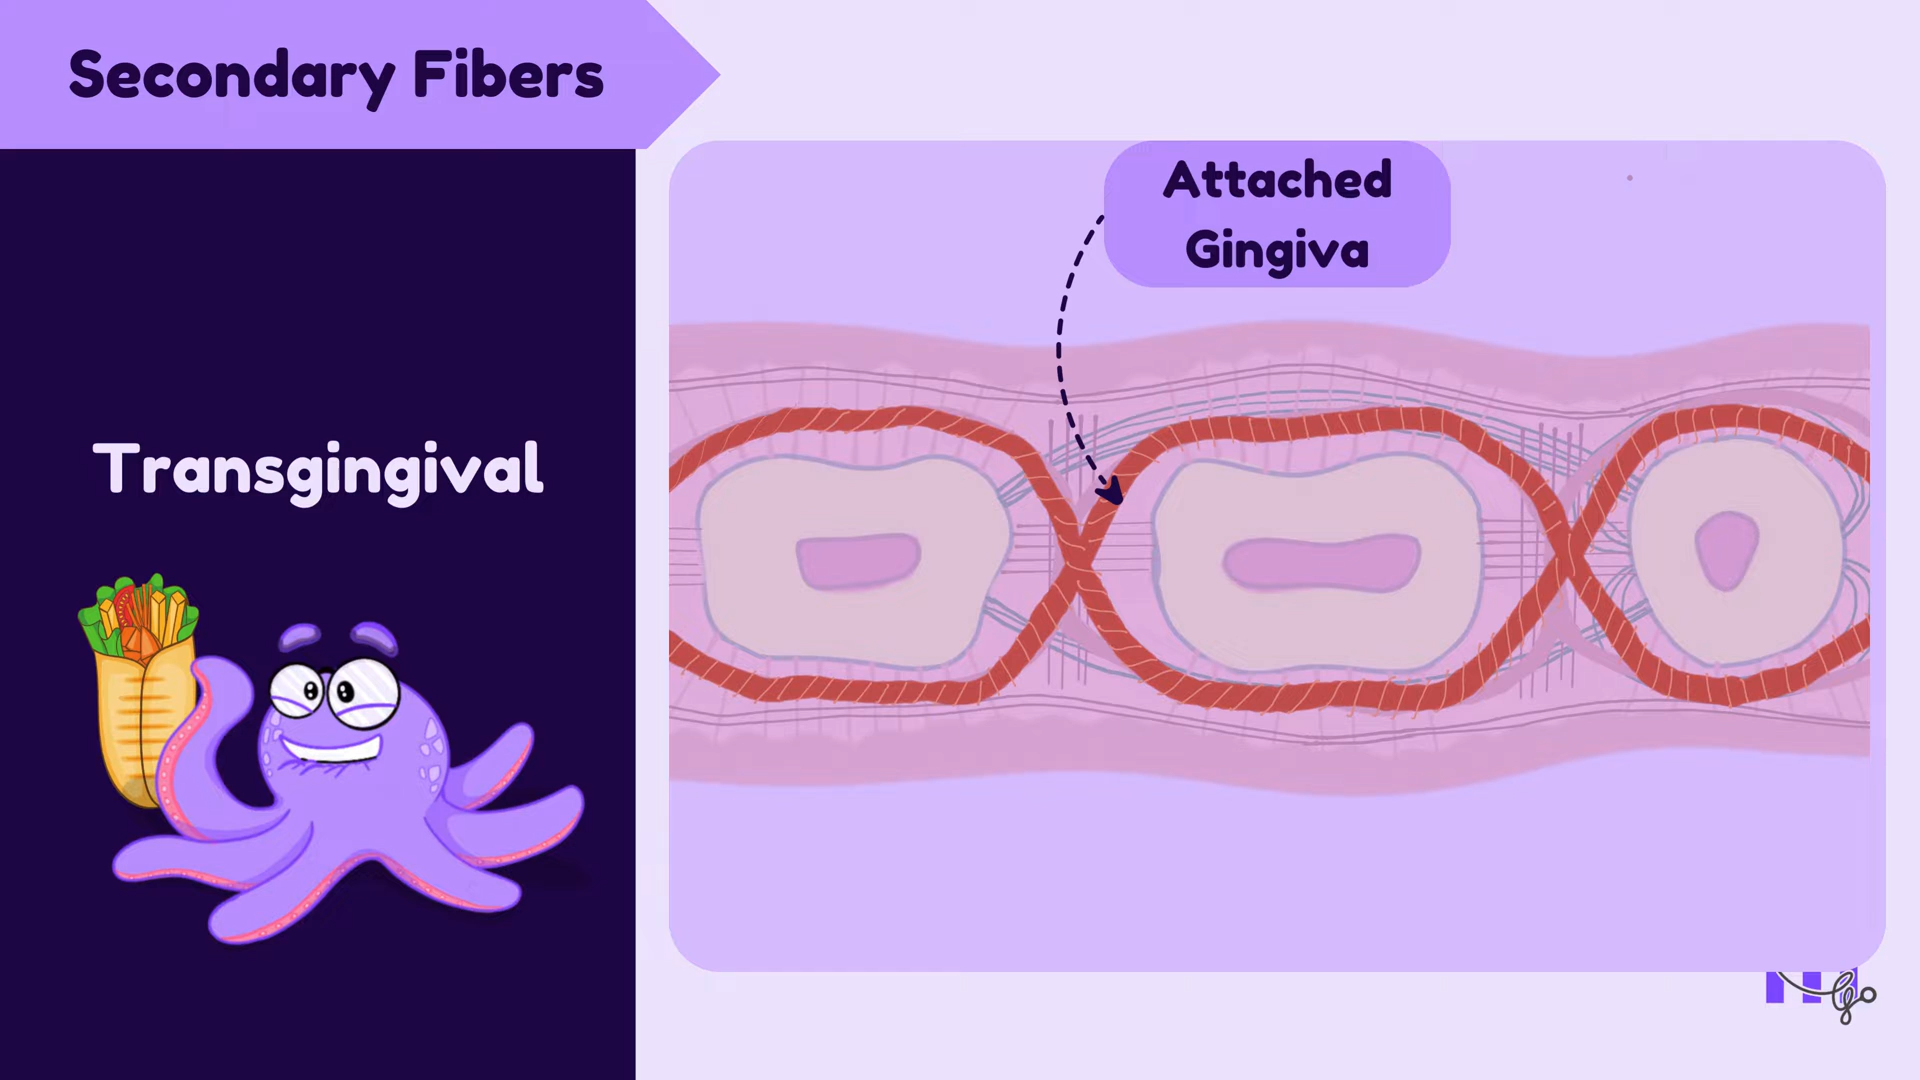 Secondary Fibers
Attached
Gingiva
Transgingival